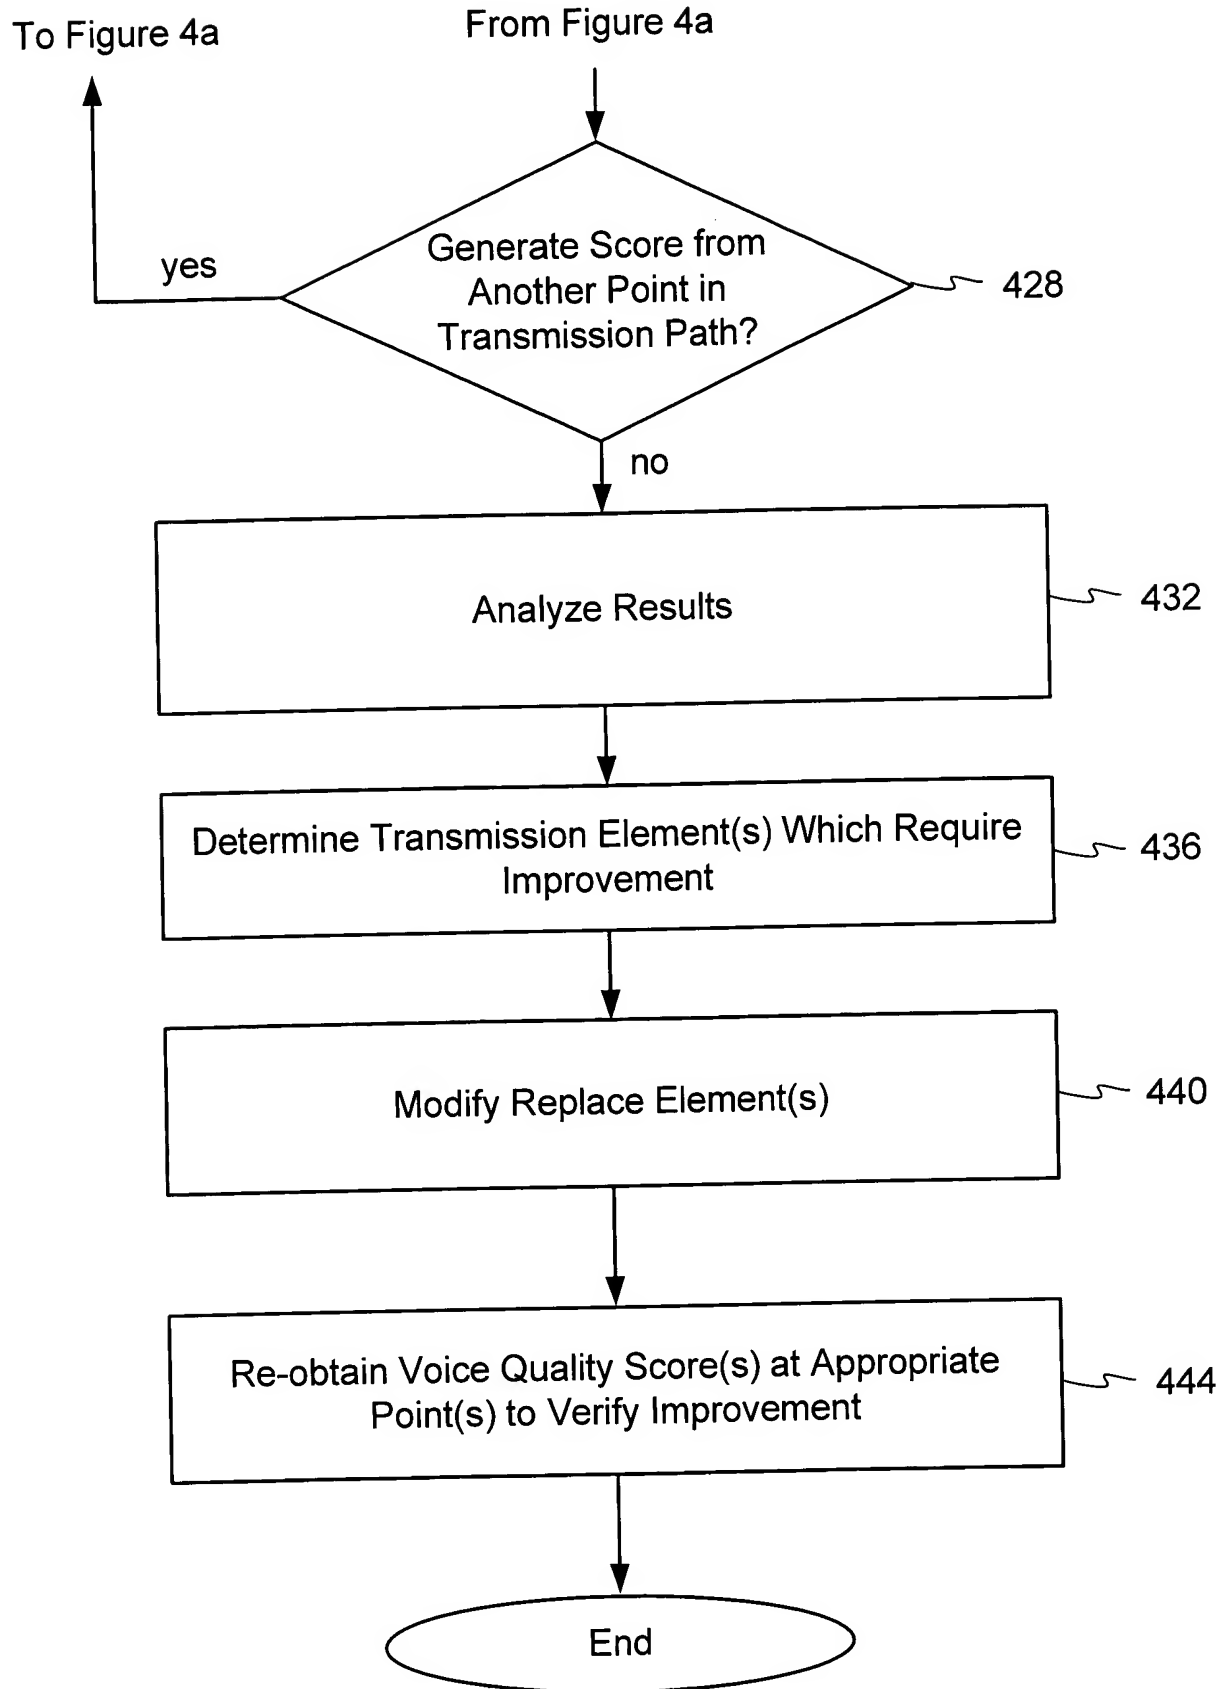 To Figure 4a
From Figure 4a
Generate Score from
Another Point in
Transmission Path?
yes
428
no
Analyze Results
432
Determine Transmission Element(s) Which Require
Improvement
436
Modify Replace Element(s)
440
Re-obtain Voice Quality Score(s) at Appropriate
Point(s) to Verify Improvement
444
End